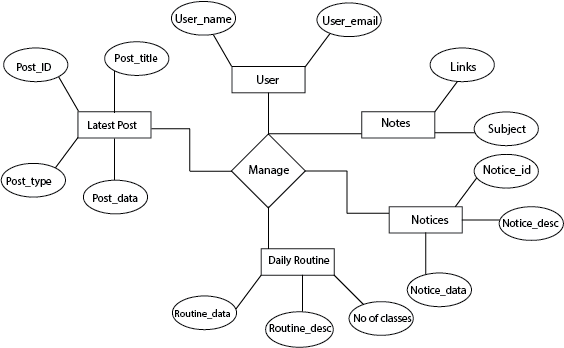 User_name
User_email
Post_title
Post_ID
Links
User
Latest Post
Notes
Subject
Manage
Notice_id
Post_type
Post_data
Notices
Notice_desc
Daily Routine
Notice_data
Routine_data
No of classes
Routine_desc